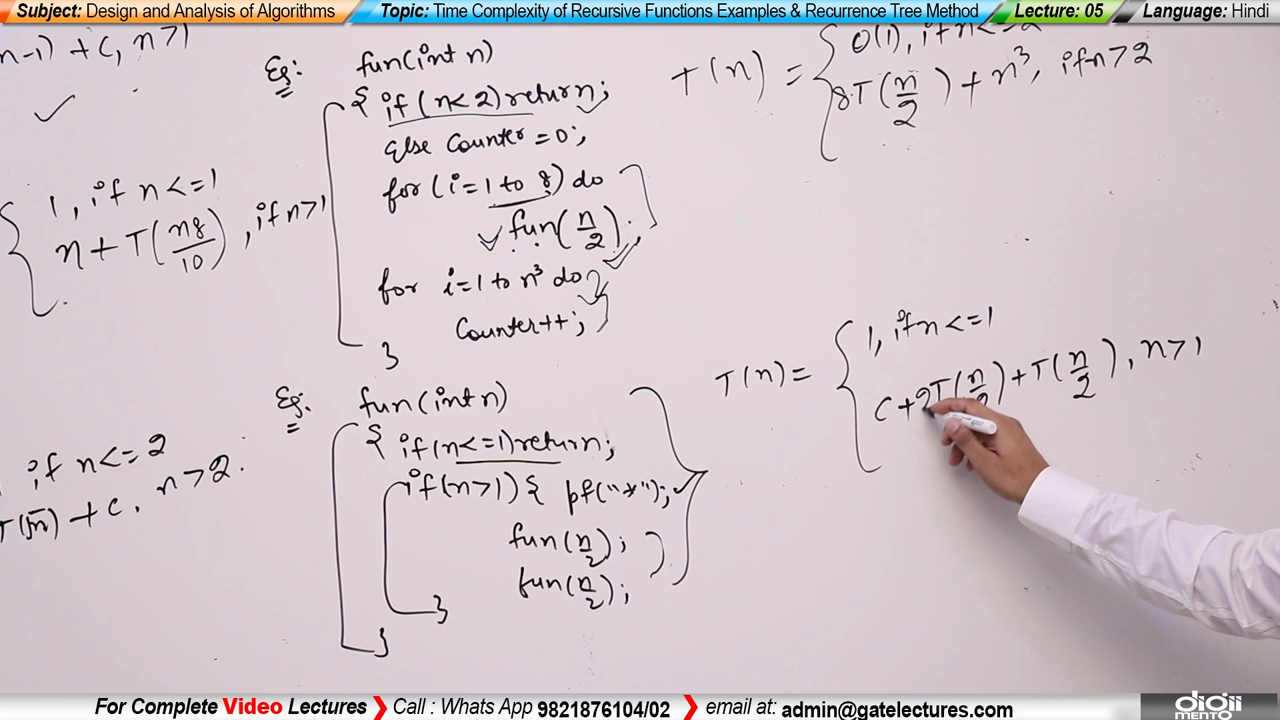 Subject: Design and Analysis of Algorithms
Topic: Time Complexity of Recursive Functions Examples & Recurrence Tree Method
Lecture: 05
Language: Hindi
n-1) + C, n>1
1, if n<=1
n + T(n8/10), if n>1
, if n<=2
T(√n) + C, n>2.
Eg: fun(int n)
{ if (n<2) return;
else Counter = 0;
for (i=1 to 8) do
fun(n/2);
for i=1 to n³ do
Counter++;
}
T(n) = { O(1), if n<=2
8T(n/2) + n³, if n>2
Eg: fun(int n)
{ if(n<=1) return;
if(n>1) { pf("*");
fun(n/2);
fun(n/2);
}
}
T(n) = { 1, if n<=1
C+2T(n/2)+T(n/2), n>1
For Complete Video Lectures
Call : Whats App 9821876104/02
email at: admin@gatelectures.com
digii
MENTO